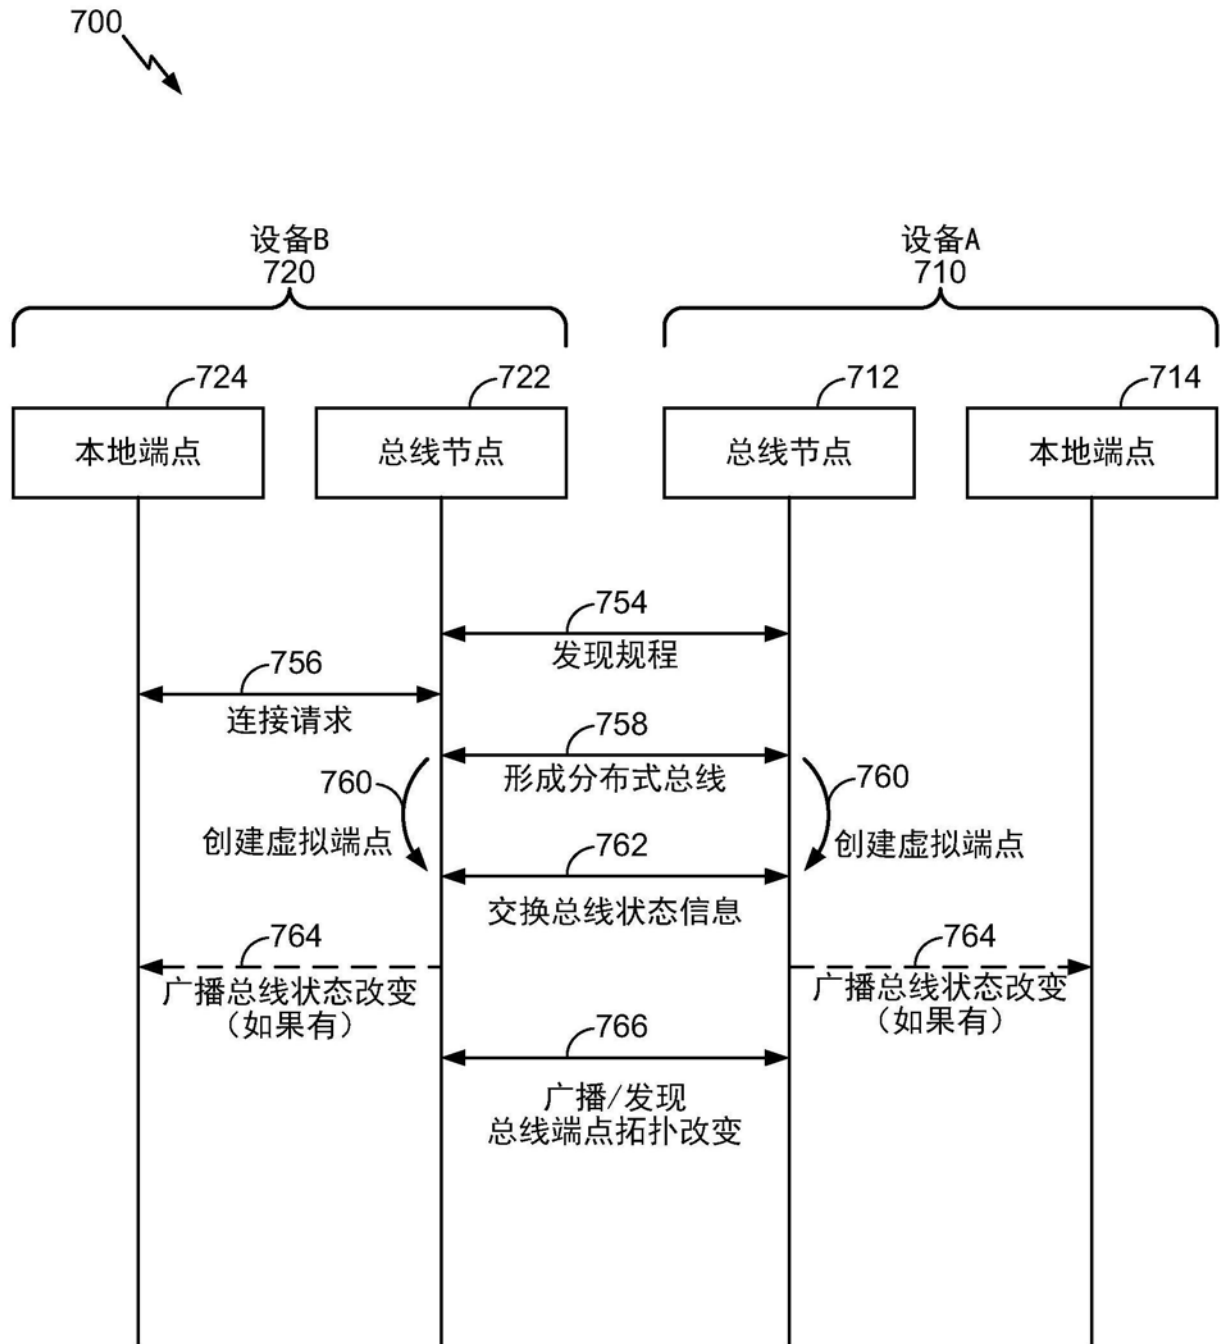 700
设备B
720
设备A
710
724
722
712
714
本地端点
总线节点
总线节点
本地端点
754
发现规程
756
连接请求
758
形成分布式总线
760
创建虚拟端点
760
创建虚拟端点
762
交换总线状态信息
764
广播总线状态改变
（如果有）
764
广播总线状态改变
（如果有）
766
广播/发现
总线端点拓扑改变